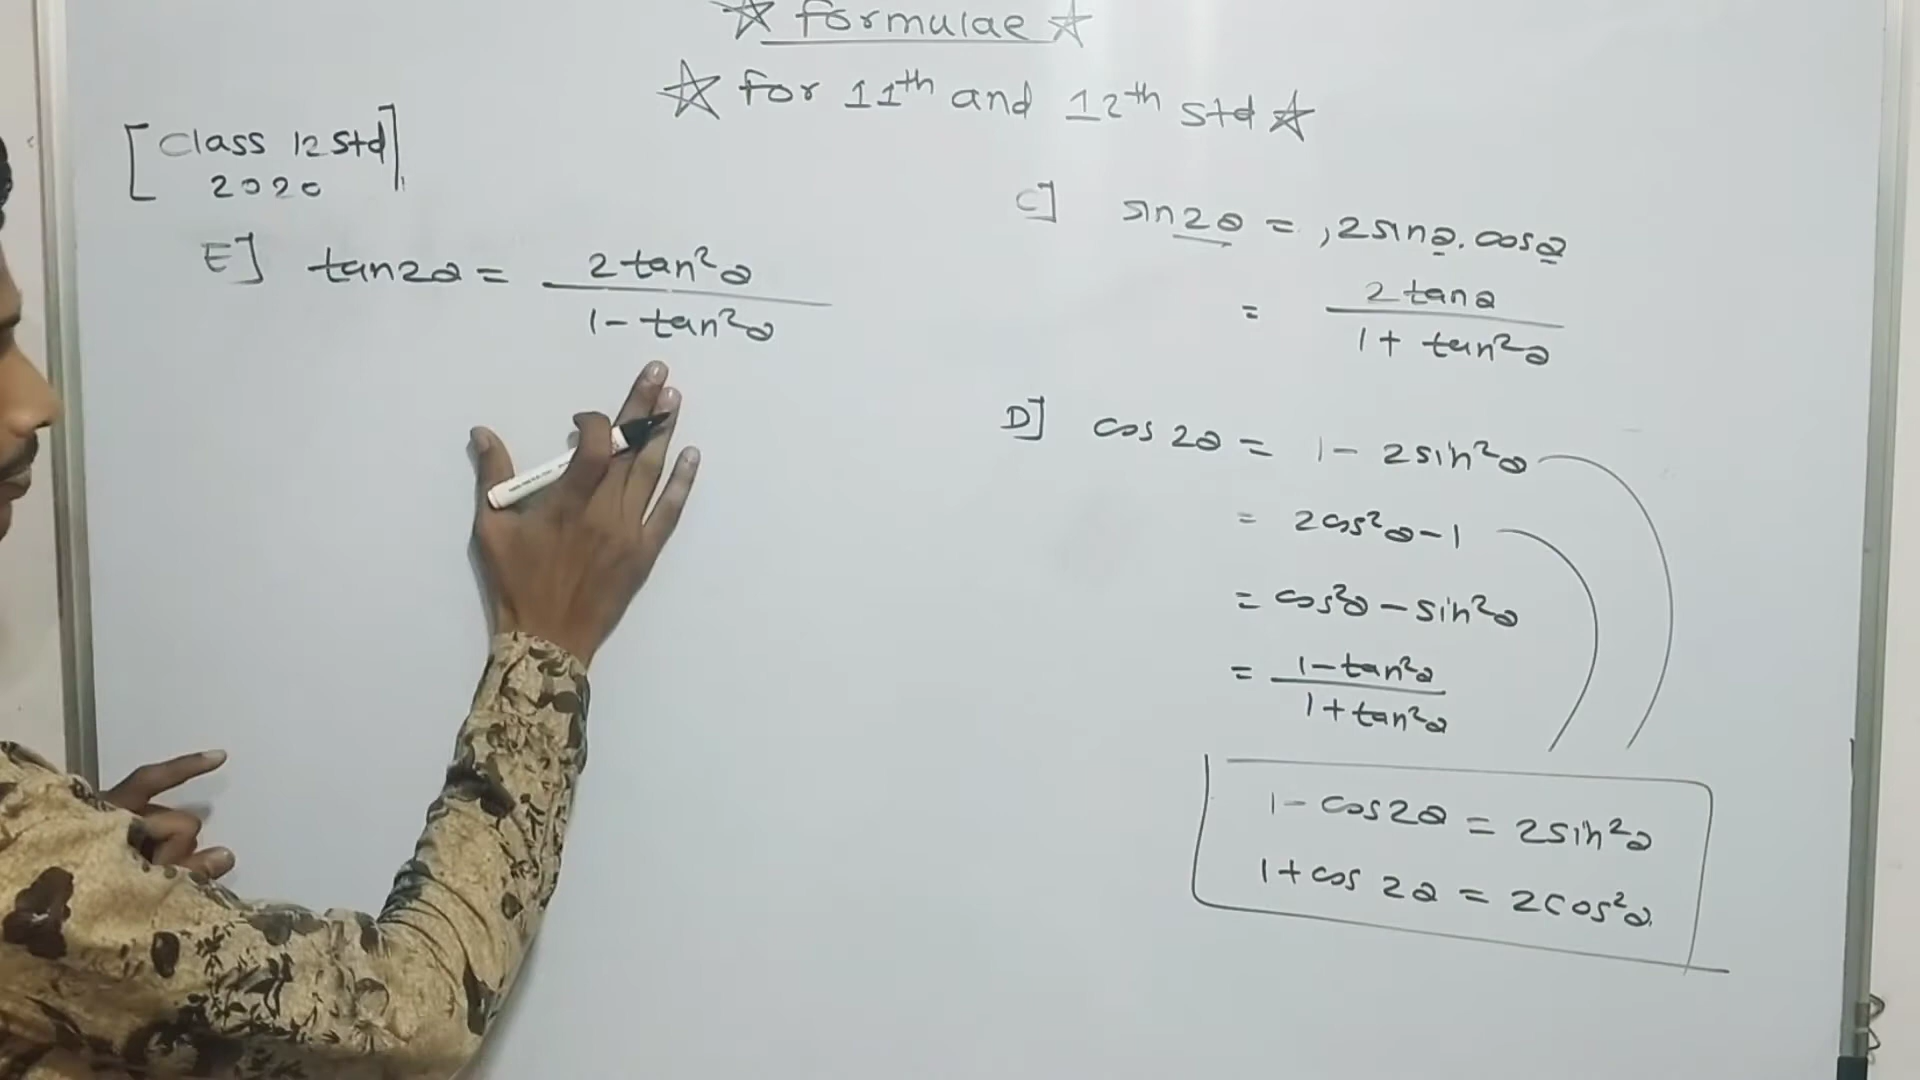 ☆ formulae ☆
☆ for 11th and 12th std ☆
[Class 12 std]
2020
E] tan2θ = 2tan²θ / 1 - tan²θ
C] sin2θ = 2sinθ.cosθ
= 2tanθ / 1 + tan²θ
D] cos 2θ = 1 - 2sin²θ
= 2cos²θ - 1
= cos²θ - sin²θ
= 1 - tan²θ / 1 + tan²θ
1 - cos2θ = 2sin²θ
1 + cos 2θ = 2cos²θ